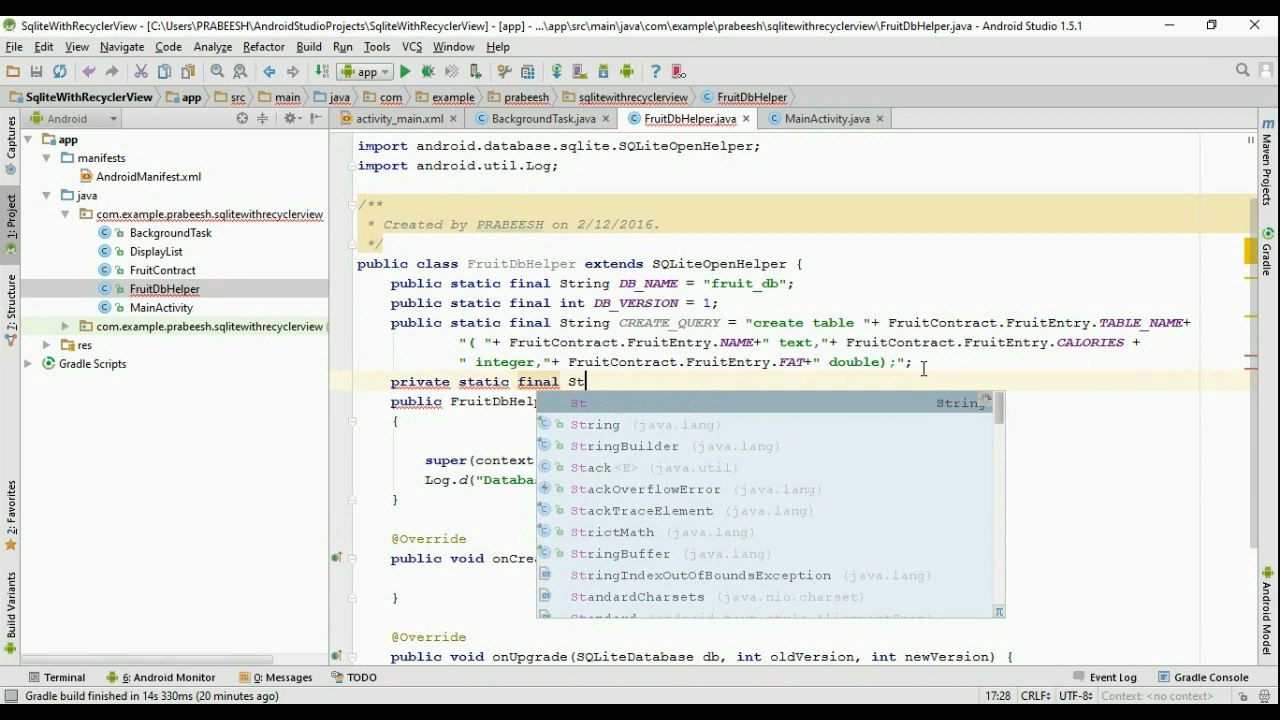 SqliteWithRecyclerView - [C:\Users\PRABEESH\AndroidStudioProjects\SqliteWithRecyclerView] - [app] - ...\app\src\main\java\com\example\prabeesh\sqlitewithrecyclerview\FruitDbHelper.java - Android Studio 1.5.1
File Edit View Navigate Code Analyze Refactor Build Run Tools VCS Window Help
app
SqliteWithRecyclerView app src main java com example prabeesh sqlitewithrecyclerview FruitDbHelper
Android
activity_main.xml BackgroundTask.java FruitDbHelper.java MainActivity.java
Captures
1: Project
2: Structure
2: Favorites
Build Variants
app
manifests
AndroidManifest.xml
java
com.example.prabeesh.sqlitewithrecyclerview
BackgroundTask
DisplayList
FruitContract
FruitDbHelper
MainActivity
com.example.prabeesh.sqlitewithrecyclerview (
res
Gradle Scripts
import android.database.sqlite.SQLiteOpenHelper;
import android.util.Log;
/**
* Created by PRABEESH on 2/12/2016.
*/
public class FruitDbHelper extends SQLiteOpenHelper {
public static final String DB_NAME = "fruit_db";
public static final int DB_VERSION = 1;
public static final String CREATE_QUERY = "create table "+ FruitContract.FruitEntry.TABLE_NAME+
"( "+ FruitContract.FruitEntry.NAME+" text,"+ FruitContract.FruitEntry.CALORIES +
" integer,"+ FruitContract.FruitEntry.FAT+" double);";
private static final St
public FruitDbHelp
{
super(context
Log.d("Databa
}
@Override
public void onCrea
}
@Override
public void onUpgrade(SQLiteDatabase db, int oldVersion, int newVersion) {
St String
String (java.lang)
StringBuilder (java.lang)
Stack<E> (java.util)
StackOverflowError (java.lang)
StackTraceElement (java.lang)
StrictMath (java.lang)
StringBuffer (java.lang)
StringIndexOutOfBoundsException (java.lang)
StandardCharsets (java.nio.charset)
π
m
Maven Projects
Gradle
Android Model
Terminal 6: Android Monitor 0: Messages TODO Event Log Gradle Console
Gradle build finished in 14s 330ms (20 minutes ago) 17:28 CRLF UTF-8 Context: <no context>